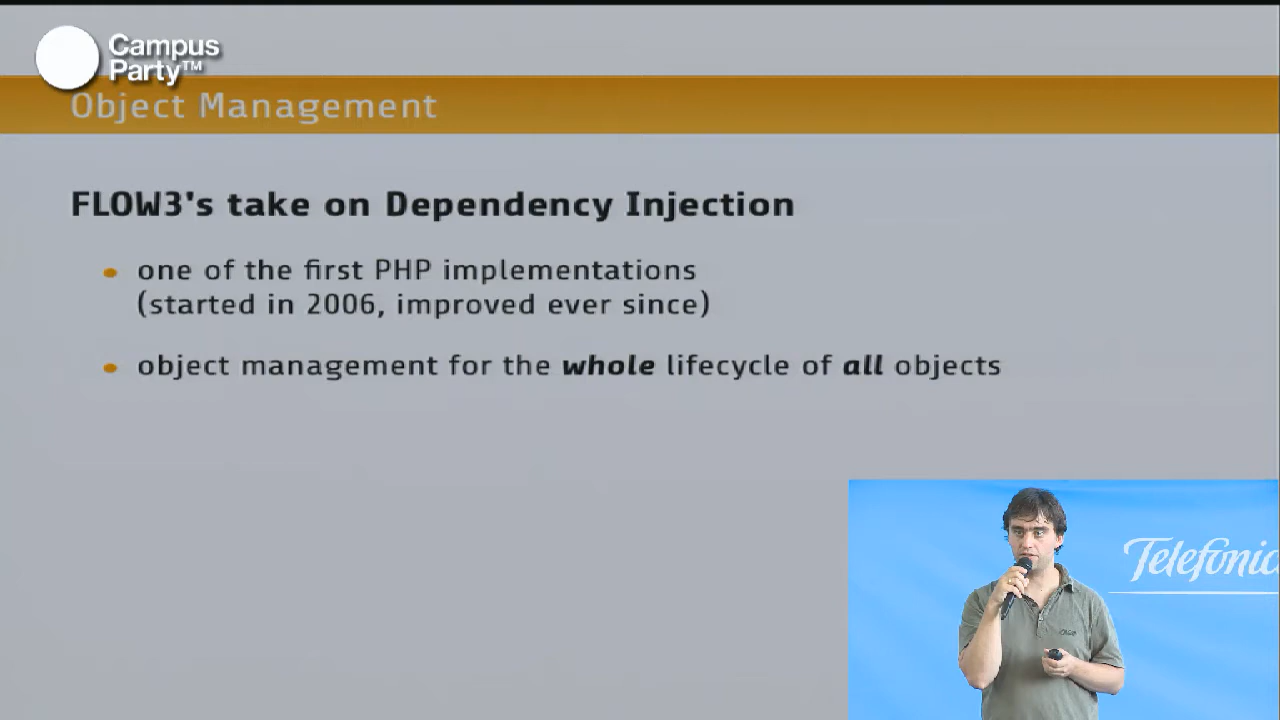 Campus
Party™
Object Management
FLOW3's take on Dependency Injection
one of the first PHP implementations
(started in 2006, improved ever since)
object management for the whole lifecycle of all objects
Telefónic